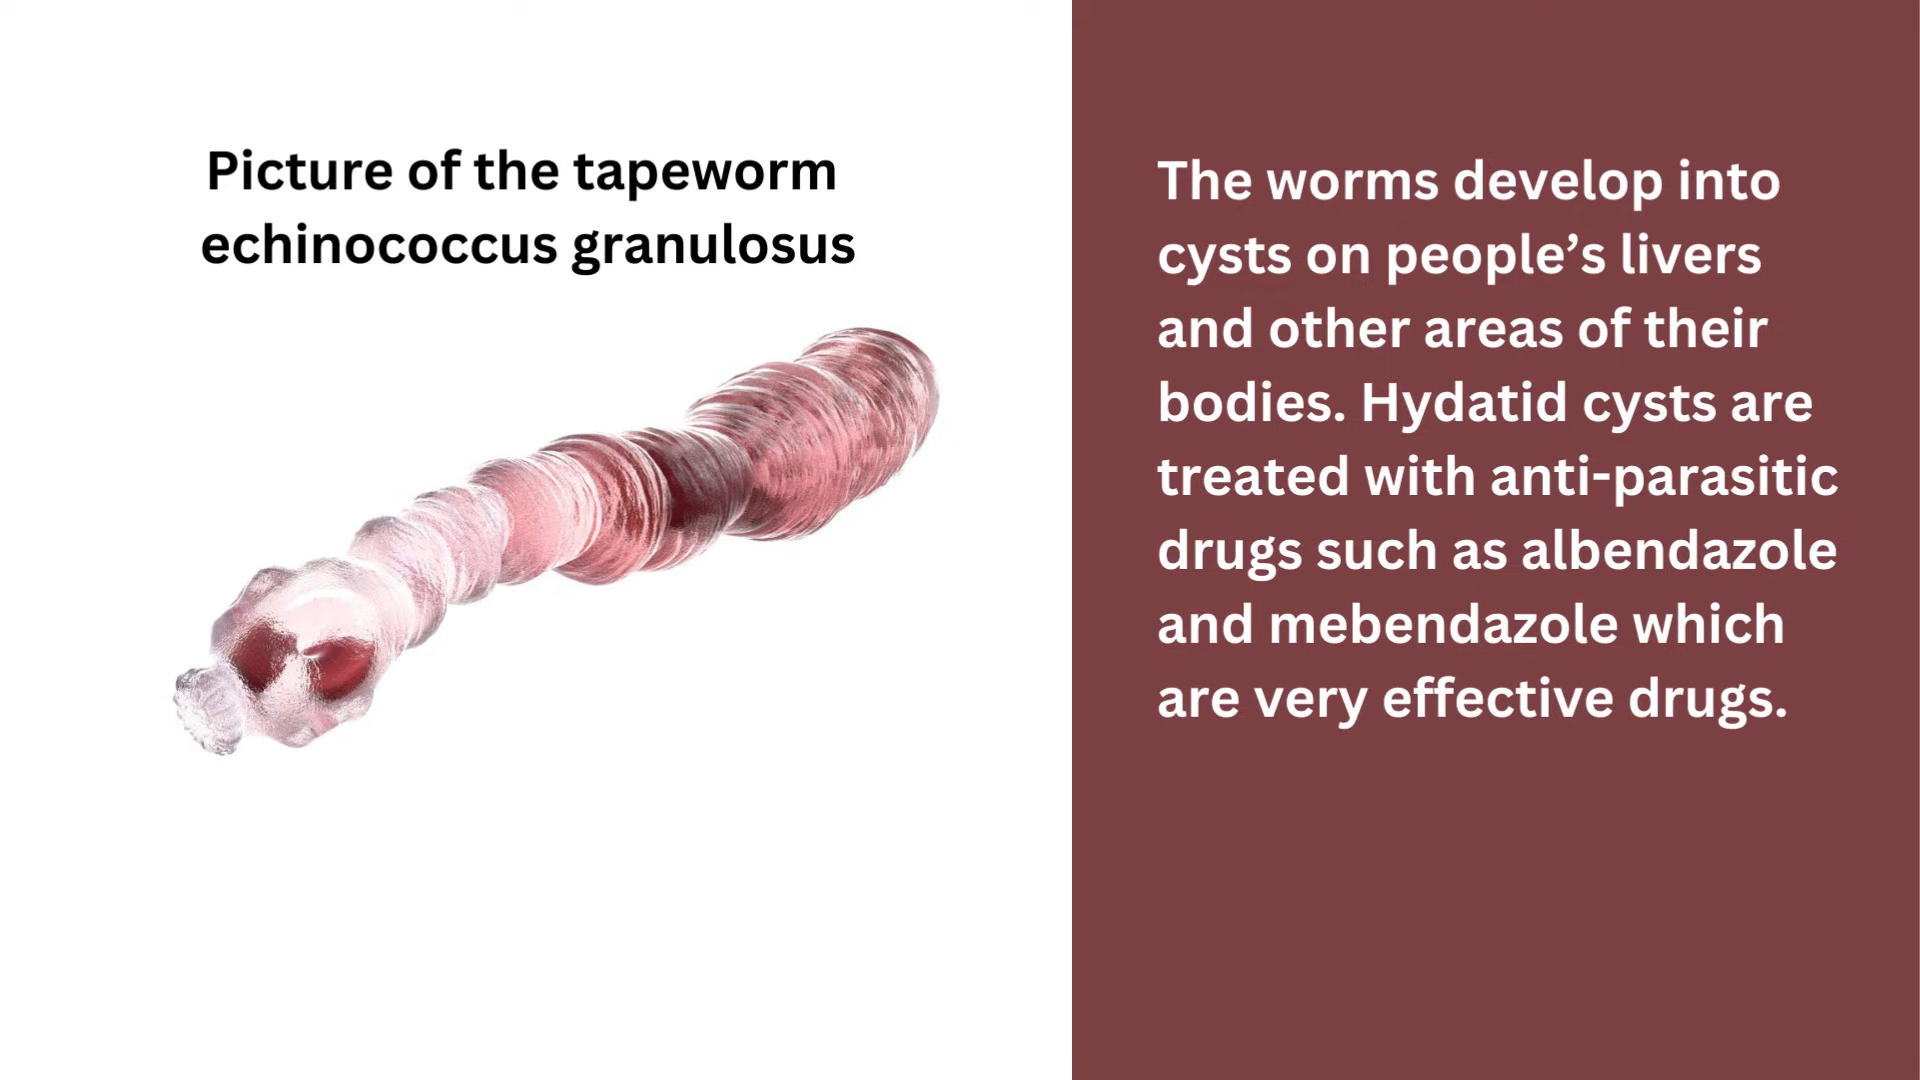 Picture of the tapeworm
echinococcus granulosus
The worms develop into
cysts on people’s livers
and other areas of their
bodies. Hydatid cysts are
treated with anti-parasitic
drugs such as albendazole
and mebendazole which
are very effective drugs.